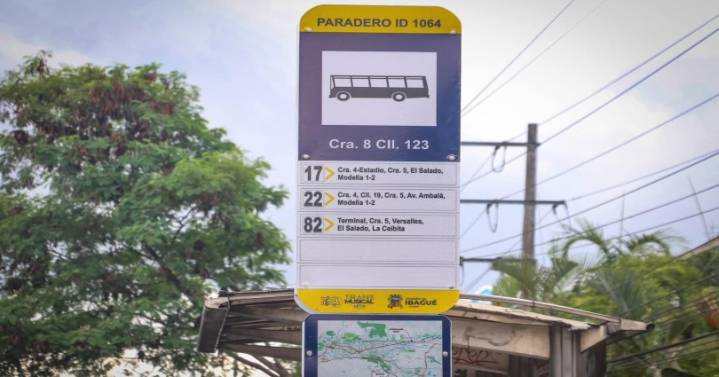 PARADERO ID 1064
Cra. 8 Cll. 123
17 Cra. 4-Estadio, Cra. 5, El Salado,
Modelia 1-2
22 Cra. 4, Cll. 19, Cra. 5, Av. Ambalá,
Modelia 1-2
82 Terminal, Cra. 5, Versalles,
El Salado, La Ceibita
TRANS
MUSICAL
IBAGUÉ